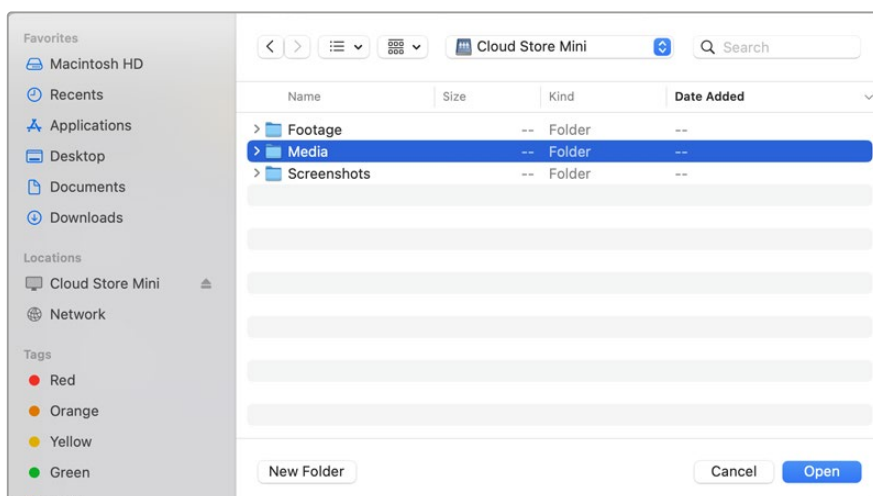 Favorites
Macintosh HD
Recents
Applications
Desktop
Documents
Downloads
Locations
Cloud Store Mini
Network
Tags
Red
Orange
Yellow
Green
Cloud Store Mini
Search
Name Size Kind Date Added
Footage -- Folder --
Media -- Folder --
Screenshots -- Folder --
New Folder Cancel Open